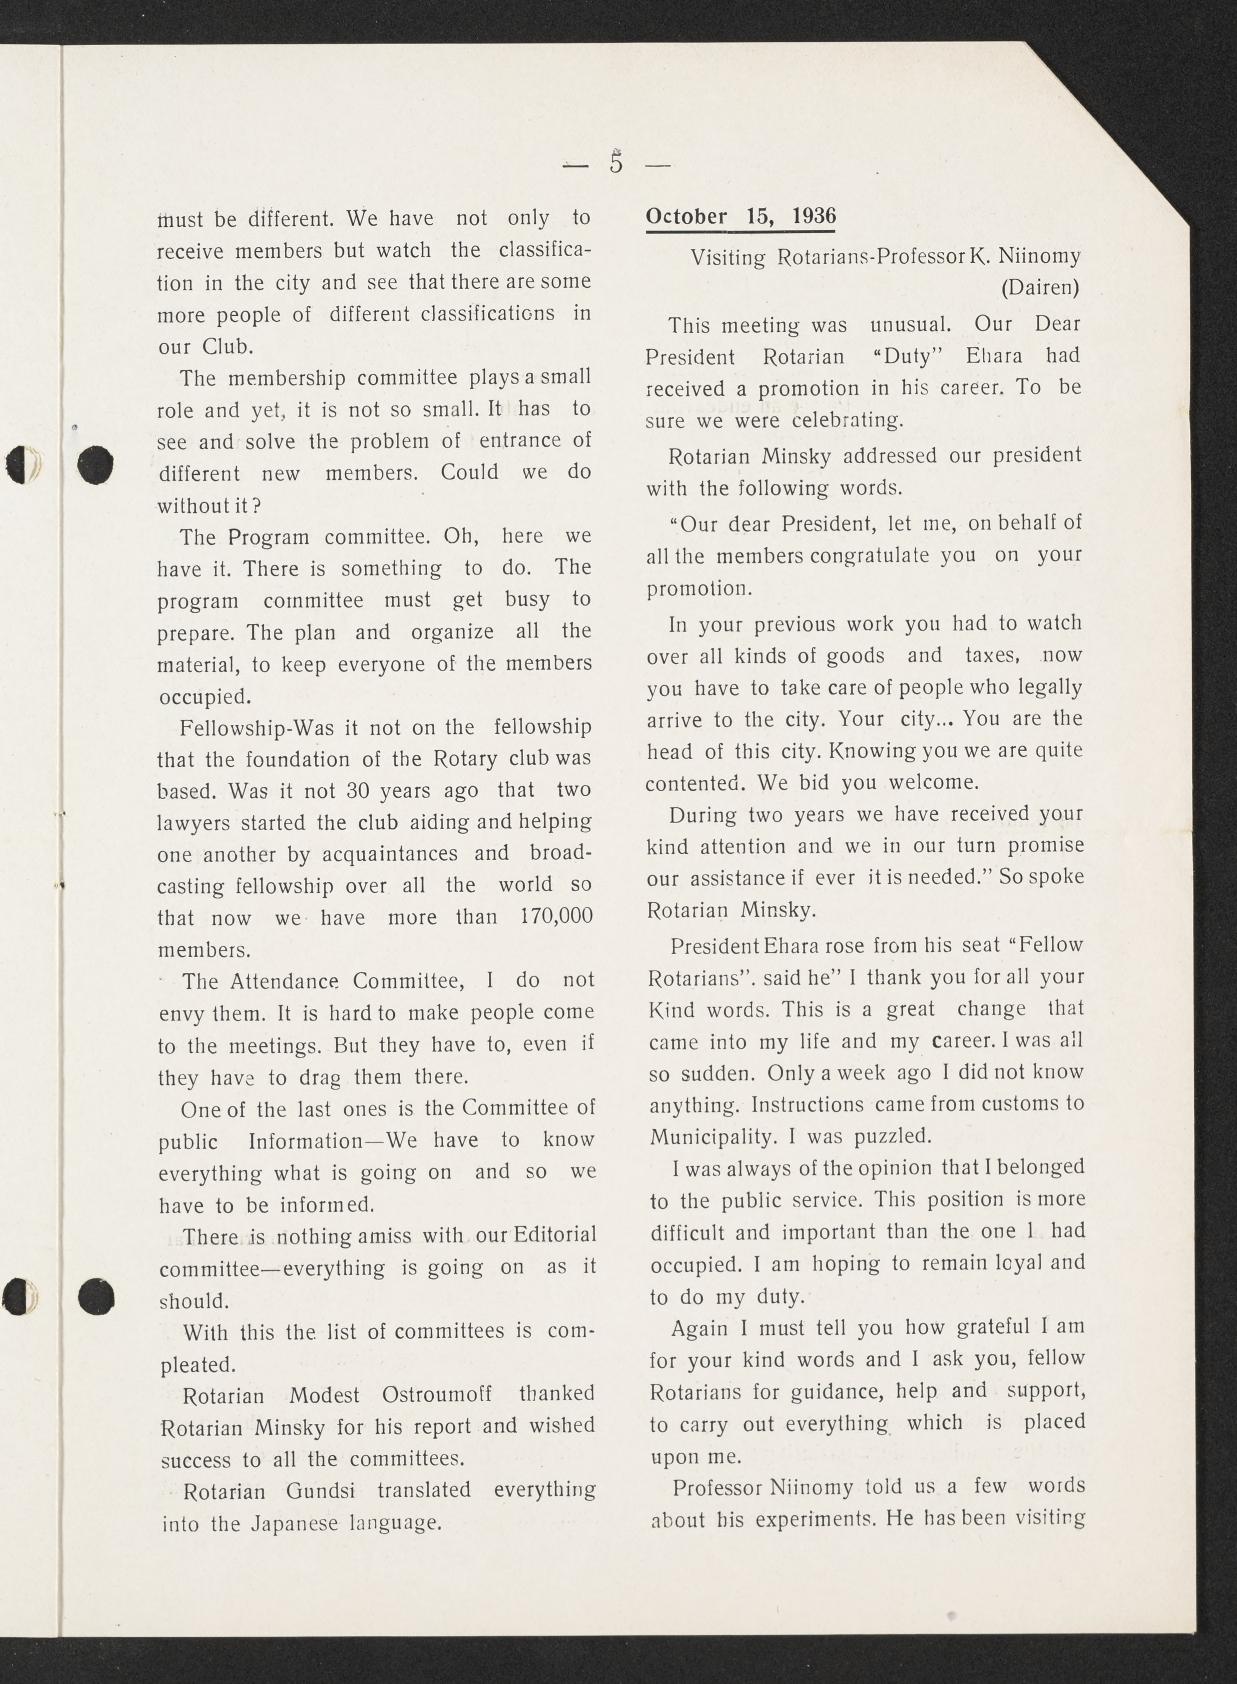 — 5 —
must be different. We have not only to
receive members but watch the classifica-
tion in the city and see that there are some
more people of different classifications in
our Club.
The membership committee plays a small
role and yet, it is not so small. It has to
see and solve the problem of entrance of
different new members. Could we do
without it ?
The Program committee. Oh, here we
have it. There is something to do. The
program committee must get busy to
prepare. The plan and organize all the
material, to keep everyone of the members
occupied.
Fellowship-Was it not on the fellowship
that the foundation of the Rotary club was
based. Was it not 30 years ago that two
lawyers started the club aiding and helping
one another by acquaintances and broad-
casting fellowship over all the world so
that now we have more than 170,000
members.
The Attendance Committee, I do not
envy them. It is hard to make people come
to the meetings. But they have to, even if
they have to drag them there.
One of the last ones is the Committee of
public Information—We have to know
everything what is going on and so we
have to be informed.
There is nothing amiss with our Editorial
committee—everything is going on as it
should.
With this the list of committees is com-
pleated.
Rotarian Modest Ostroumoff thanked
Rotarian Minsky for his report and wished
success to all the committees.
Rotarian Gundsi translated everything
into the Japanese language.
October 15, 1936
Visiting Rotarians-Professor K. Niinomy
(Dairen)
This meeting was unusual. Our Dear
President Rotarian “Duty” Ehara had
received a promotion in his career. To be
sure we were celebrating.
Rotarian Minsky addressed our president
with the following words.
“Our dear President, let me, on behalf of
all the members congratulate you on your
promotion.
In your previous work you had to watch
over all kinds of goods and taxes, now
you have to take care of people who legally
arrive to the city. Your city... You are the
head of this city. Knowing you we are quite
contented. We bid you welcome.
During two years we have received your
kind attention and we in our turn promise
our assistance if ever it is needed.” So spoke
Rotarian Minsky.
President Ehara rose from his seat “Fellow
Rotarians”. said he” I thank you for all your
Kind words. This is a great change that
came into my life and my career. I was all
so sudden. Only a week ago I did not know
anything. Instructions came from customs to
Municipality. I was puzzled.
I was always of the opinion that I belonged
to the public service. This position is more
difficult and important than the one I had
occupied. I am hoping to remain loyal and
to do my duty.
Again I must tell you how grateful I am
for your kind words and I ask you, fellow
Rotarians for guidance, help and support,
to carry out everything which is placed
upon me.
Professor Niinomy told us a few words
about his experiments. He has been visiting